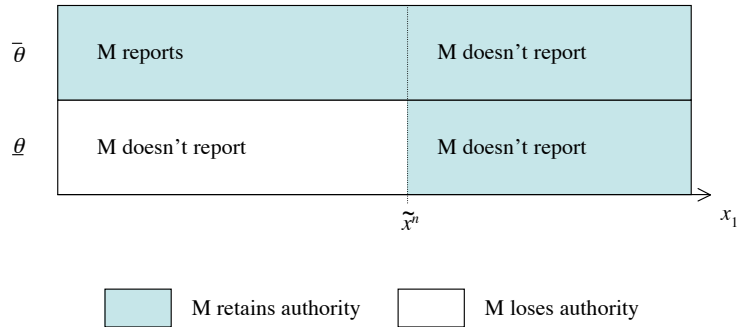 θ̅ M reports M doesn’t report
θ̲ M doesn’t report M doesn’t report
x̃ⁿ
x₁
M retains authority M loses authority